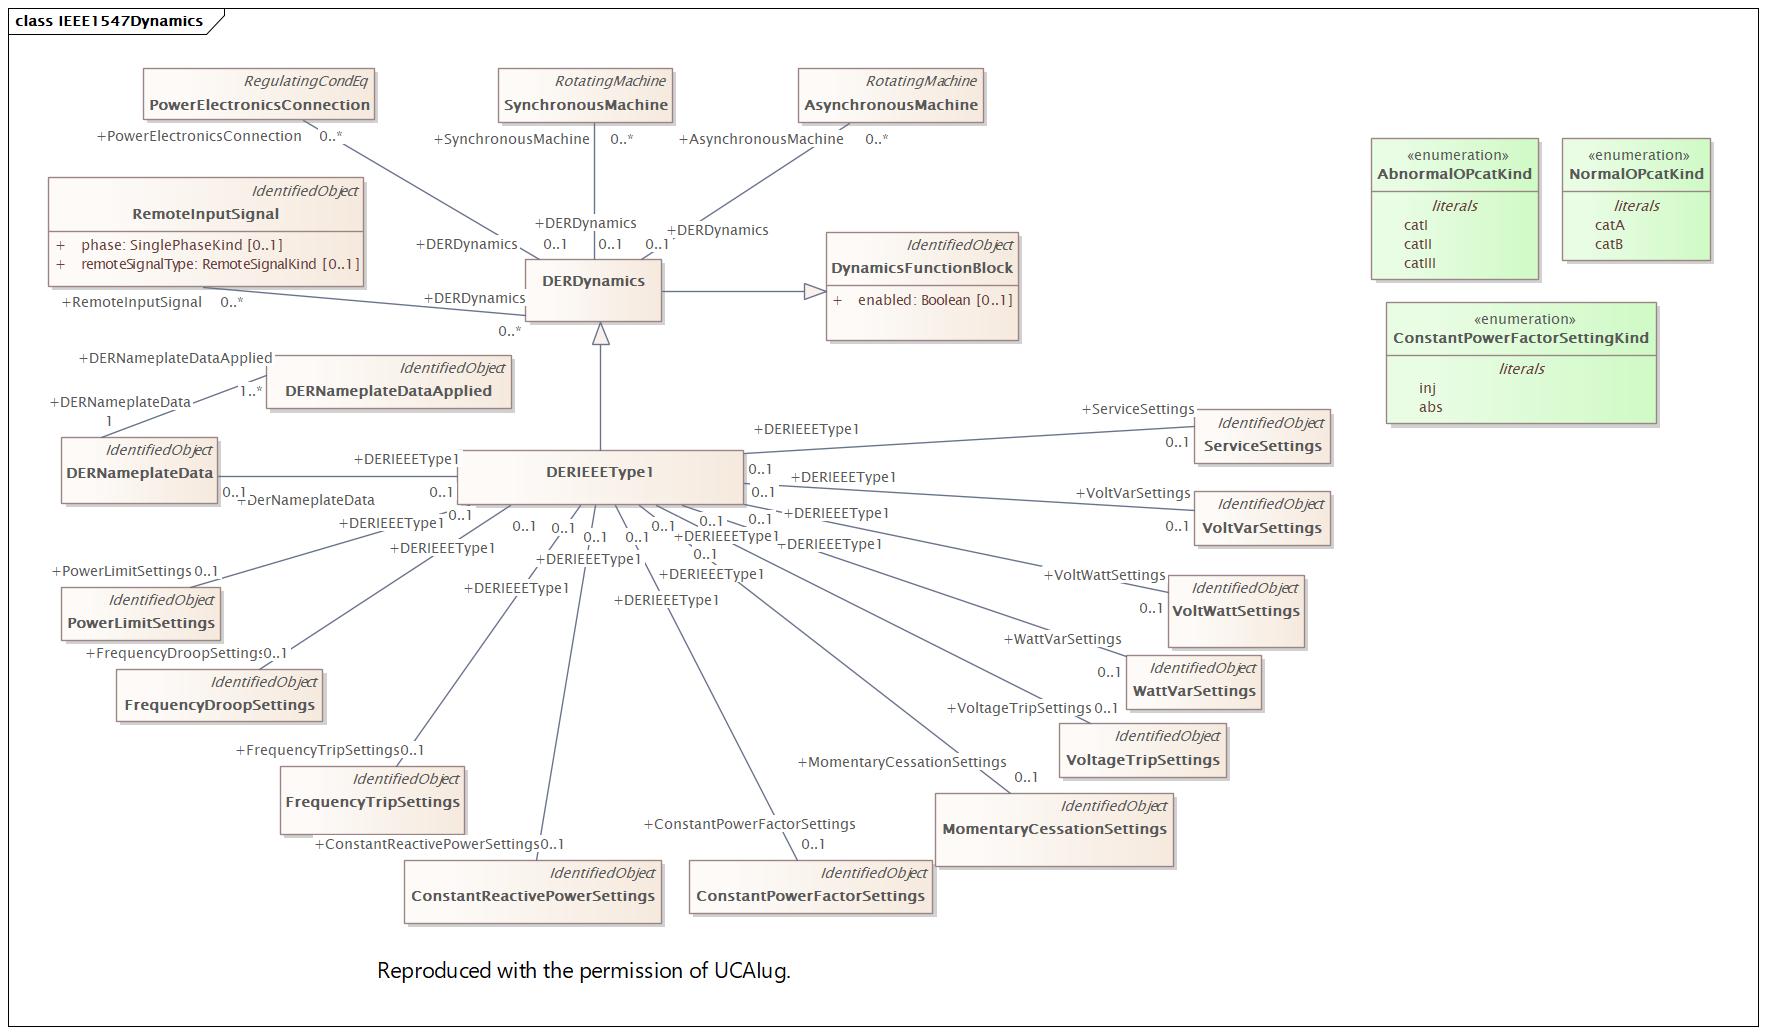 class IEEE1547Dynamics
RegulatingCondEq
PowerElectronicsConnection
RotatingMachine
SynchronousMachine
RotatingMachine
AsynchronousMachine
+PowerElectronicsConnection 0..*
+SynchronousMachine 0..*
+AsynchronousMachine 0..*
«enumeration»
AbnormalOPcatKind
literals
catI
catII
catIII
«enumeration»
NormalOPcatKind
literals
catA
catB
IdentifiedObject
RemoteInputSignal
+ phase: SinglePhaseKind [0..1]
+ remoteSignalType: RemoteSignalKind [0..1]
+DERDynamics
0..1
+DERDynamics
0..1
+DERDynamics
0..1
+RemoteInputSignal 0..*
+DERDynamics
0..*
DERDynamics
IdentifiedObject
DynamicsFunctionBlock
+ enabled: Boolean [0..1]
«enumeration»
ConstantPowerFactorSettingKind
literals
inj
abs
+DERNameplateDataApplied
1..*
IdentifiedObject
DERNameplateDataApplied
+DERNameplateData
1
IdentifiedObject
DERNameplateData
0..1
+DerNameplateData
+DERIEEEType1
0..1
DERIEEEType1
+DERIEEEType1
0..1
+ServiceSettings
0..1
IdentifiedObject
ServiceSettings
+DERIEEEType1
0..1
+VoltVarSettings
0..1
IdentifiedObject
VoltVarSettings
+DERIEEEType1
0..1
+VoltWattSettings
0..1
IdentifiedObject
VoltWattSettings
+DERIEEEType1
0..1
+WattVarSettings
0..1
IdentifiedObject
WattVarSettings
+DERIEEEType1
0..1
+VoltageTripSettings 0..1
IdentifiedObject
VoltageTripSettings
+DERIEEEType1
0..1
+MomentaryCessationSettings
0..1
IdentifiedObject
MomentaryCessationSettings
+DERIEEEType1
0..1
+ConstantPowerFactorSettings
0..1
IdentifiedObject
ConstantPowerFactorSettings
+DERIEEEType1
0..1
+ConstantReactivePowerSettings 0..1
IdentifiedObject
ConstantReactivePowerSettings
+DERIEEEType1
0..1
+FrequencyTripSettings 0..1
IdentifiedObject
FrequencyTripSettings
+DERIEEEType1
0..1
+FrequencyDroopSettings 0..1
IdentifiedObject
FrequencyDroopSettings
+DERIEEEType1
0..1
+PowerLimitSettings 0..1
IdentifiedObject
PowerLimitSettings
Reproduced with the permission of UCAIug.